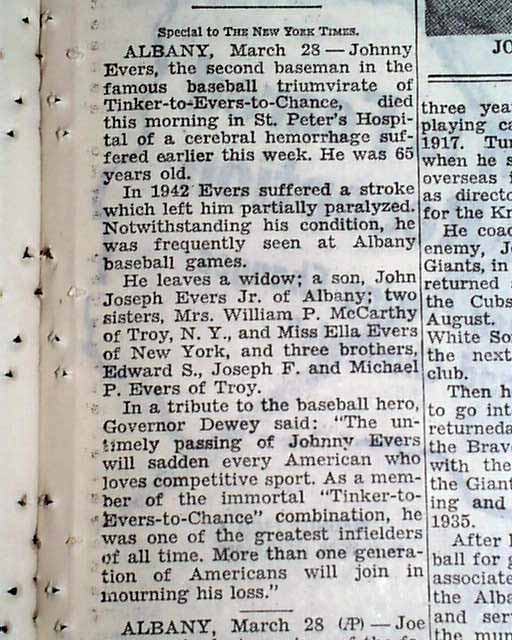 Special to THE NEW YORK TIMES.
ALBANY, March 28—Johnny
Evers, the second baseman in the
famous baseball triumvirate of
Tinker-to-Evers-to-Chance, died
this morning in St. Peter's Hospi-
tal of a cerebral hemorrhage suf-
fered earlier this week. He was 65
years old.
In 1942 Evers suffered a stroke
which left him partially paralyzed.
Notwithstanding his condition, he
was frequently seen at Albany
baseball games.
He leaves a widow; a son, John
Joseph Evers Jr. of Albany; two
sisters, Mrs. William P. McCarthy
of Troy, N. Y., and Miss Ella Evers
of New York, and three brothers,
Edward S., Joseph F. and Michael
P. Evers of Troy.
In a tribute to the baseball hero,
Governor Dewey said: "The un-
timely passing of Johnny Evers
will sadden every American who
loves competitive sport. As a mem-
ber of the immortal "Tinker-to-
Evers-to-Chance" combination, he
was one of the greatest infielders
of all time. More than one genera-
tion of Americans will join in
mourning his loss."
ALBANY, March 28 (AP)—Joe
JO
three yea
playing ca
1917. Tu
when he s
overseas i
as directo
for the Kn
He coac
enemy, Jo
Giants, in
returned
the Cubs
August.
White So
the next
club.
Then h
to go int
returneda
the Brav
with the
the Giant
ing and
1935.
After
ball for
associate
the Alba
and serv